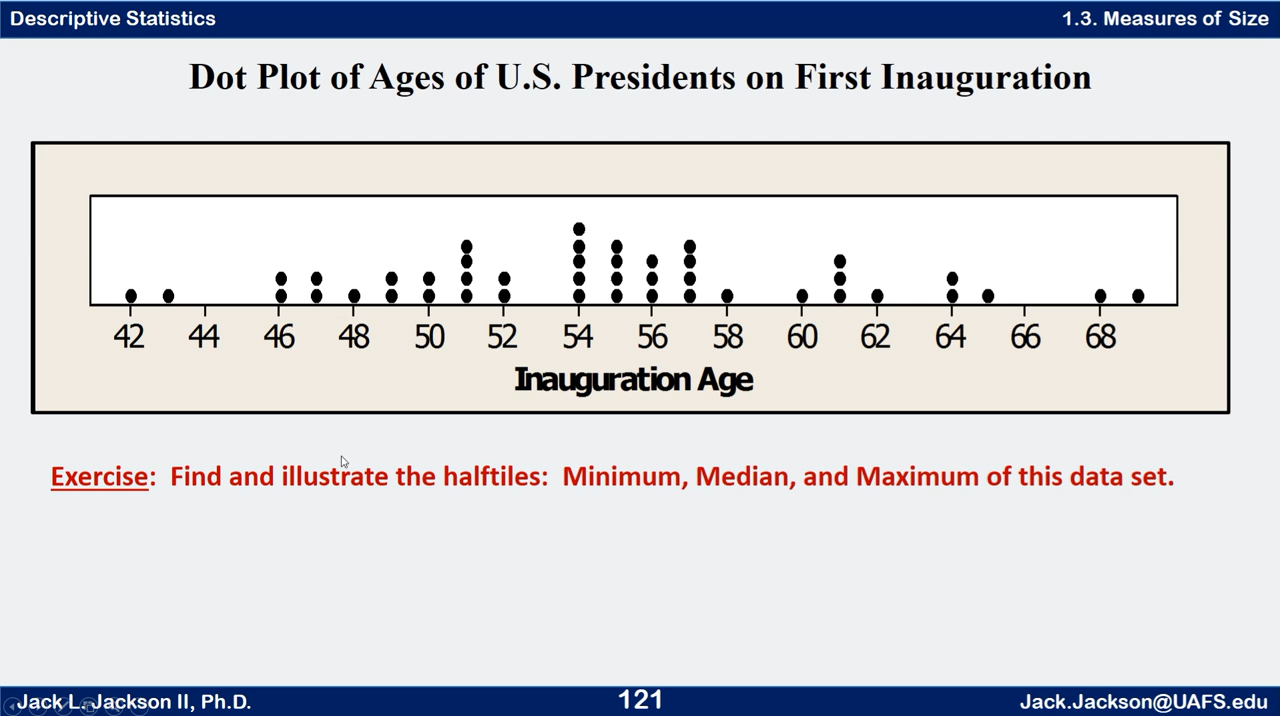 Descriptive Statistics
1.3. Measures of Size
Dot Plot of Ages of U.S. Presidents on First Inauguration
42 44 46 48 50 52 54 56 58 60 62 64 66 68
Inauguration Age
Exercise: Find and illustrate the halftiles: Minimum, Median, and Maximum of this data set.
Jack L. Jackson II, Ph.D.
121
Jack.Jackson@UAFS.edu